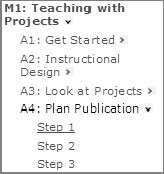 M1: Teaching with
Projects
A1: Get Started
A2: Instructional
Design
A3: Look at Projects
A4: Plan Publication
Step 1
Step 2
Step 3